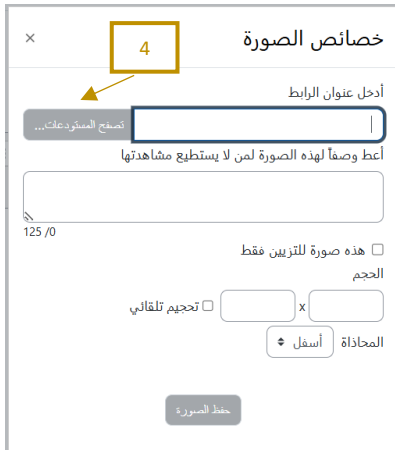 خصائص الصورة
×
4
أدخل عنوان الرابط
تصفح المستودعات...
أعط وصفاً لهذه الصورة لمن لا يستطيع مشاهدتها
125 /0
هذه صورة للتزيين فقط
الحجم
x تحجيم تلقائي
المحاذاة أسفل
حفظ الصورة